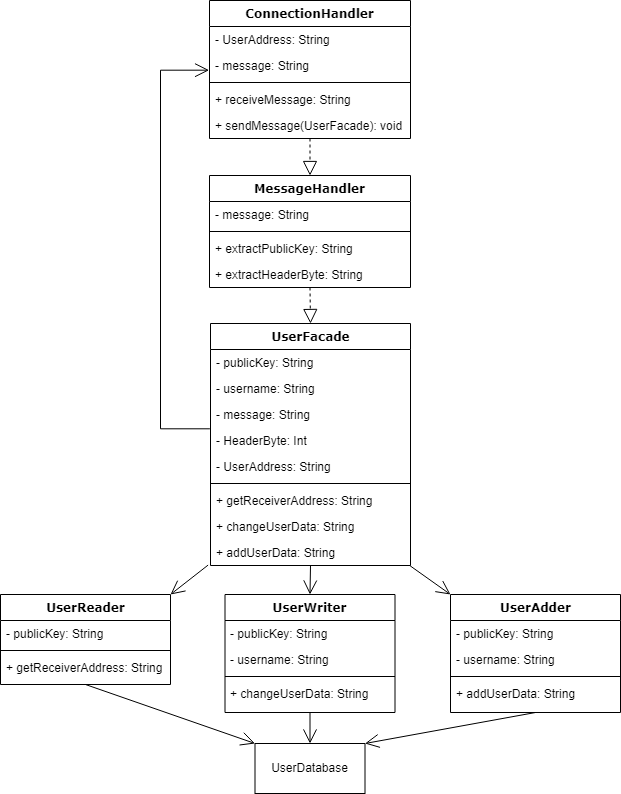 ConnectionHandler
- UserAddress: String
- message: String
+ receiveMessage: String
+ sendMessage(UserFacade): void
MessageHandler
- message: String
+ extractPublicKey: String
+ extractHeaderByte: String
UserFacade
- publicKey: String
- username: String
- message: String
- HeaderByte: Int
- UserAddress: String
+ getReceiverAddress: String
+ changeUserData: String
+ addUserData: String
UserReader
- publicKey: String
+ getReceiverAddress: String
UserWriter
- publicKey: String
- username: String
+ changeUserData: String
UserAdder
- publicKey: String
- username: String
+ addUserData: String
UserDatabase